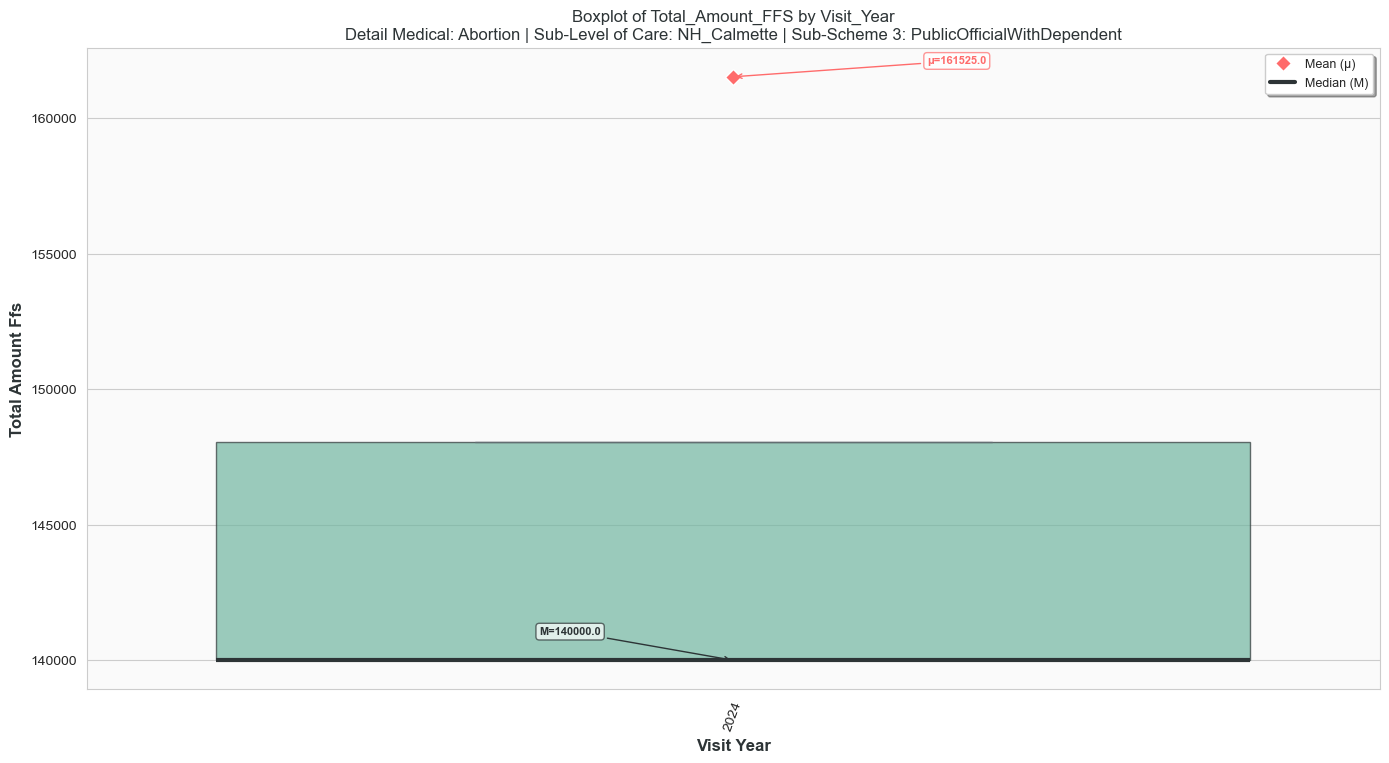 Boxplot of Total_Amount_FFS by Visit_Year
Detail Medical: Abortion | Sub-Level of Care: NH_Calmette | Sub-Scheme 3: PublicOfficialWithDependent
μ=161525.0
Mean (μ)
Median (M)
160000
155000
150000
145000
140000
Total Amount Ffs
M=140000.0
2024
Visit Year